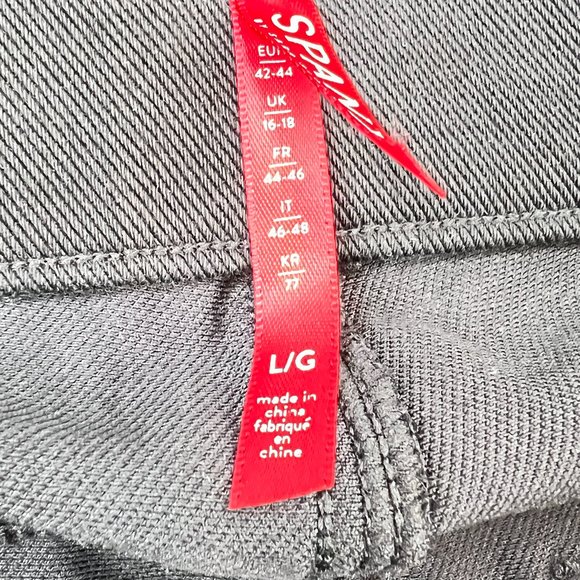 SPANX
EUR
42-44
UK
16-18
FR
44-46
IT
46-48
KR
77
L/G
made in
china
fabriqué
en
chine